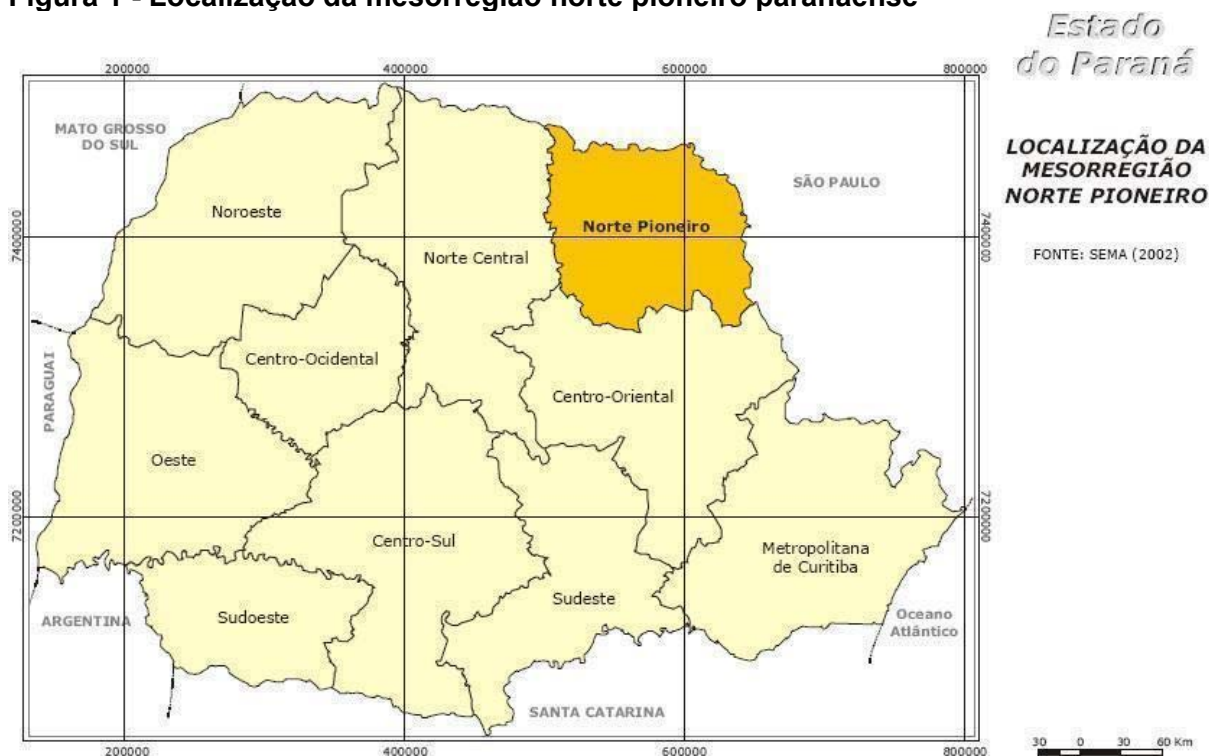 Figura 1 - Localização da mesorregião norte pioneiro paranaense
Estado
do Paraná
LOCALIZAÇÃO DA
MESORREGIÃO
NORTE PIONEIRO
FONTE: SEMA (2002)
200000
400000
600000
800000
MATO GROSSO
DO SUL
SÃO PAULO
Noroeste
Norte Pioneiro
7400000
7400000
Norte Central
PARAGUAI
Centro-Ocidental
Centro-Oriental
Oeste
7200000
7200000
Centro-Sul
Metropolitana
de Curitiba
Sudeste
ARGENTINA
Sudoeste
Oceano
Atlântico
SANTA CATARINA
200000
400000
600000
800000
30 0 30 60 Km